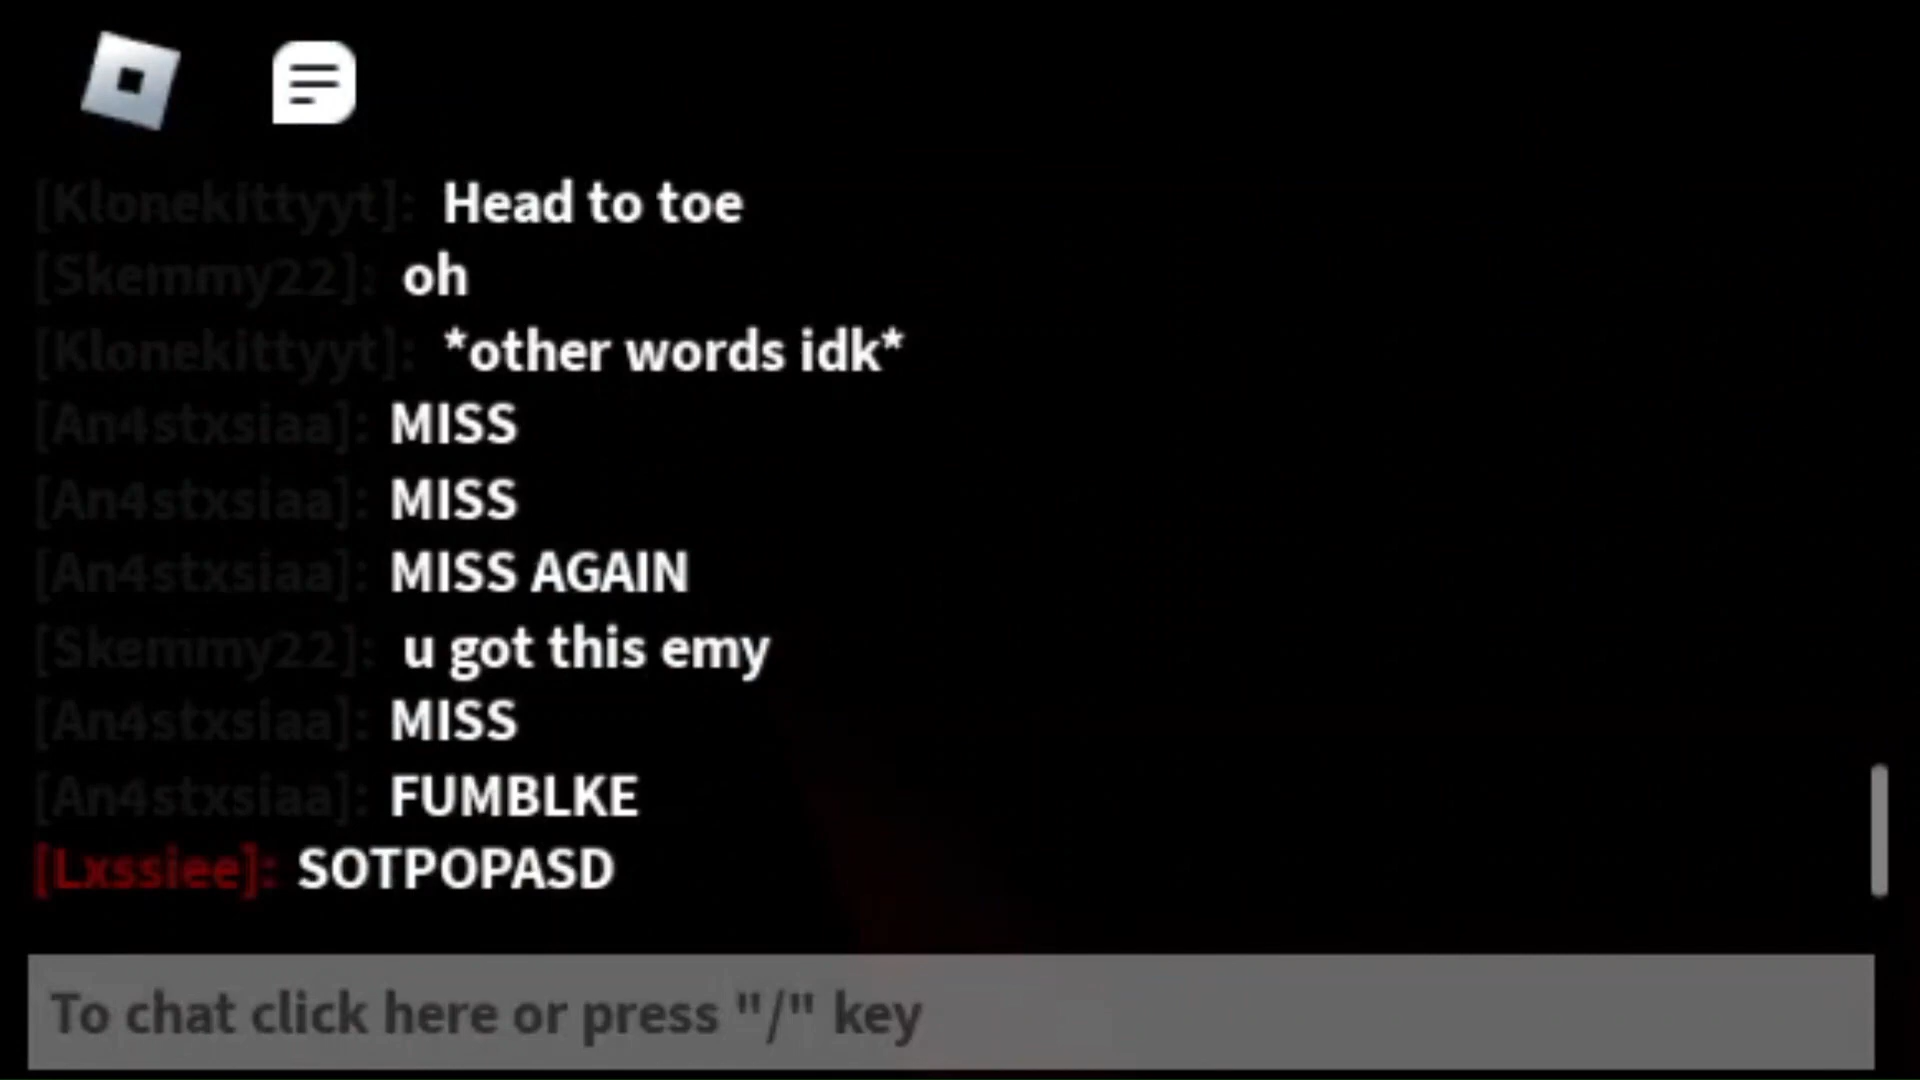 [Klonekittyyt]: Head to toe
[Skemmy22]: oh
[Klonekittyyt]: *other words idk*
[An4stxsiaa]: MISS
[An4stxsiaa]: MISS
[An4stxsiaa]: MISS AGAIN
[Skemmy22]: u got this emy
[An4stxsiaa]: MISS
[An4stxsiaa]: FUMBLKE
[Lxssiee]: SOTPOPASD
To chat click here or press "/" key